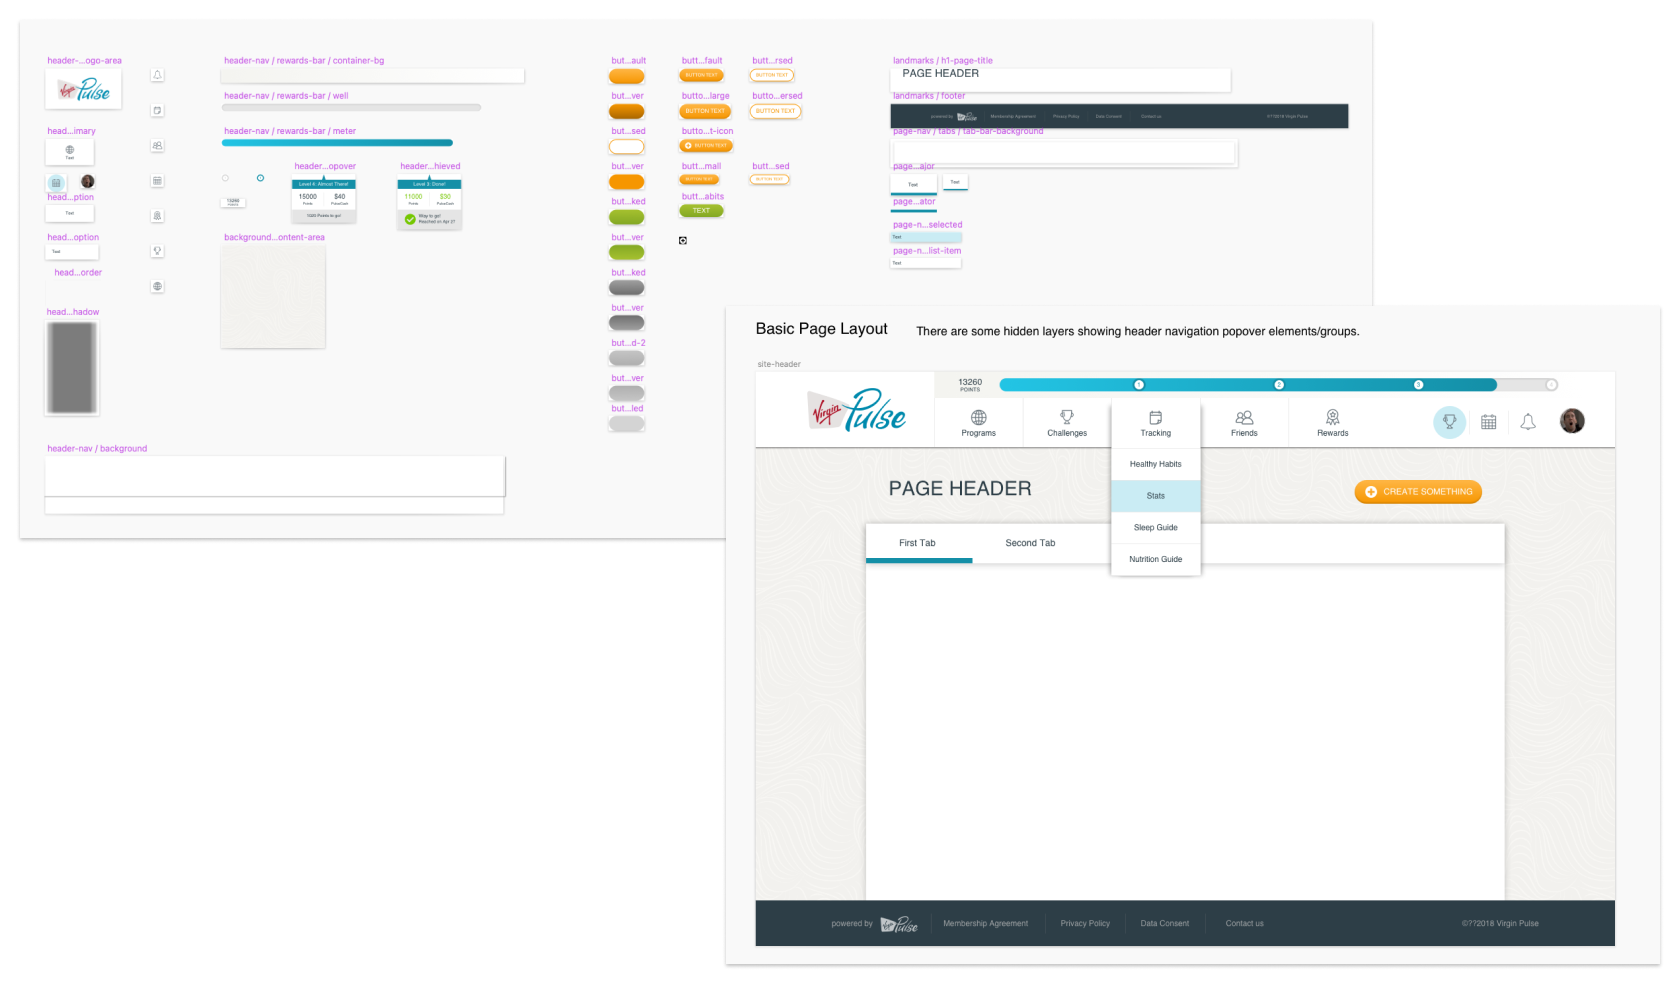 header-...ogo-area
Virgin Pulse
head...imary
Text
head...ption
Text
head...option
Text
head...order
head...hadow
header-nav / background
header-nav / rewards-bar / container-bg
header-nav / rewards-bar / well
header-nav / rewards-bar / meter
header...opover
header...hieved
13260
POINTS
Level 4: Almost There!
15000
$40
Points
PulseCash
1020 Points to go!
Level 3: Done!
11000
$30
Points
PulseCash
Way to go!
Reached on Apr 27
background...ontent-area
but...ault
but...ver
but...sed
but...ver
but...ked
but...ver
but...ked
but...ver
but...d-2
but...ver
but...led
butt...fault
BUTTON TEXT
butto...large
BUTTON TEXT
butto...t-icon
BUTTON TEXT
butt...mall
BUTTON TEXT
butt...abits
TEXT
butt...rsed
BUTTON TEXT
butto...ersed
BUTTON TEXT
butt...sed
BUTTON TEXT
landmarks / h1-page-title
PAGE HEADER
landmarks / footer
powered by Virgin Pulse Membership Agreement Privacy Policy Data Consent Contact us ©??2018 Virgin Pulse
page-nav / tabs / tab-bar-background
page...ajor
Text
Text
page...ator
page-n...selected
Text
page-n...list-item
Text
Basic Page Layout
There are some hidden layers showing header navigation popover elements/groups.
site-header
Virgin Pulse
13260
POINTS
1 2 3 4
Programs Challenges Tracking Friends Rewards
Healthy Habits
Stats
Sleep Guide
Nutrition Guide
PAGE HEADER
CREATE SOMETHING
First Tab Second Tab
powered by Virgin Pulse Membership Agreement Privacy Policy Data Consent Contact us ©??2018 Virgin Pulse